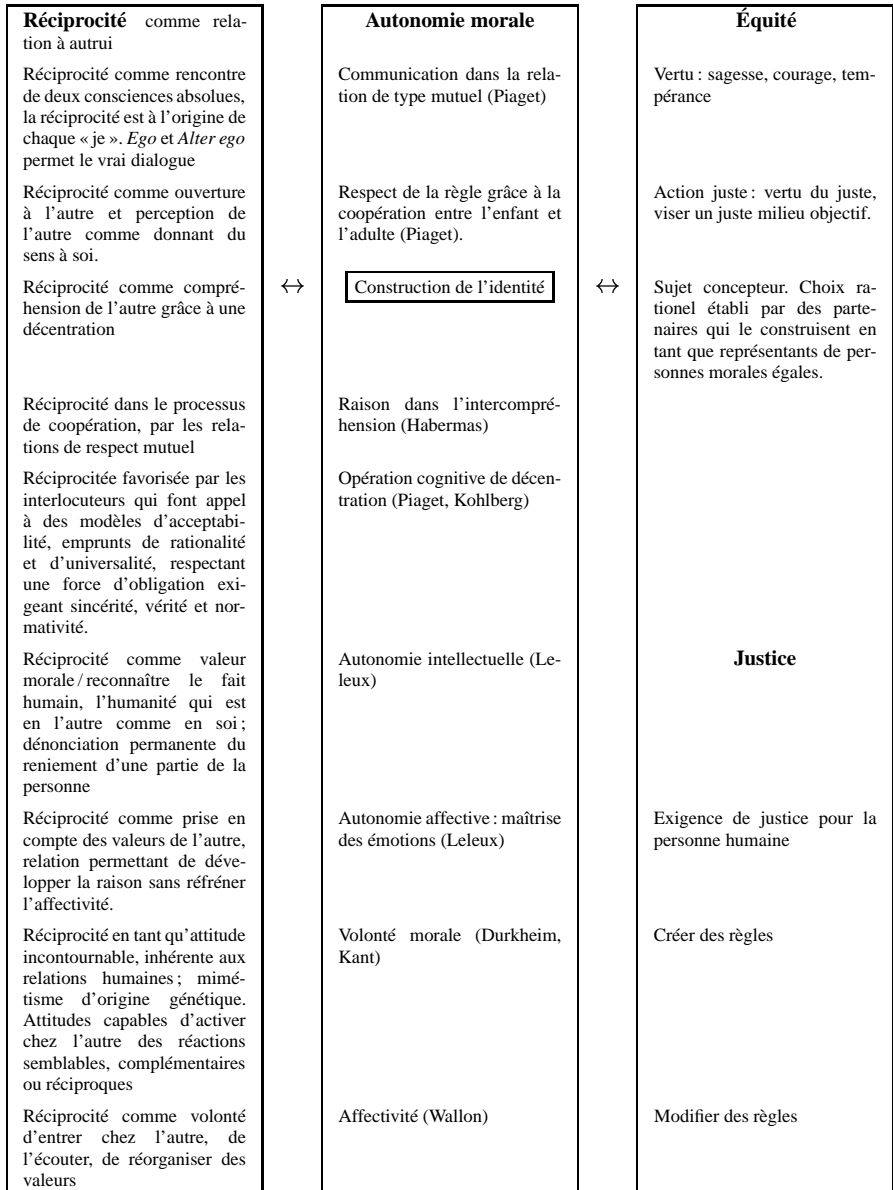 Réciprocité comme rela-
tion à autrui
Autonomie morale
Équité
Réciprocité comme rencontre
de deux consciences absolues,
la réciprocité est à l'origine de
chaque « je ». Ego et Alter ego
permet le vrai dialogue
Communication dans la rela-
tion de type mutuel (Piaget)
Vertu : sagesse, courage, tem-
pérance
Réciprocité comme ouverture
à l'autre et perception de
l'autre comme donnant du
sens à soi.
Respect de la règle grâce à la
coopération entre l'enfant et
l'adulte (Piaget).
Action juste : vertu du juste,
viser un juste milieu objectif.
Réciprocité comme compré-
hension de l'autre grâce à une
décentration
↔
Construction de l'identité
↔
Sujet concepteur. Choix ra-
tionel établi par des parte-
naires qui le construisent en
tant que représentants de per-
sonnes morales égales.
Réciprocité dans le processus
de coopération, par les rela-
tions de respect mutuel
Raison dans l'intercompré-
hension (Habermas)
Réciprocitée favorisée par les
interlocuteurs qui font appel
à des modèles d'acceptabi-
lité, emprunts de rationalité
et d'universalité, respectant
une force d'obligation exi-
geant sincérité, vérité et nor-
mativité.
Opération cognitive de décen-
tration (Piaget, Kohlberg)
Réciprocité comme valeur
morale / reconnaître le fait
humain, l'humanité qui est
en l'autre comme en soi ;
dénonciation permanente du
reniement d'une partie de la
personne
Autonomie intellectuelle (Le-
leux)
Justice
Réciprocité comme prise en
compte des valeurs de l'autre,
relation permettant de déve-
lopper la raison sans réfréner
l'affectivité.
Autonomie affective : maîtrise
des émotions (Leleux)
Exigence de justice pour la
personne humaine
Réciprocité en tant qu'attitude
incontournable, inhérente aux
relations humaines ; mimé-
tisme d'origine génétique.
Attitudes capables d'activer
chez l'autre des réactions
semblables, complémentaires
ou réciproques
Volonté morale (Durkheim,
Kant)
Créer des règles
Réciprocité comme volonté
d'entrer chez l'autre, de
l'écouter, de réorganiser des
valeurs
Affectivité (Wallon)
Modifier des règles